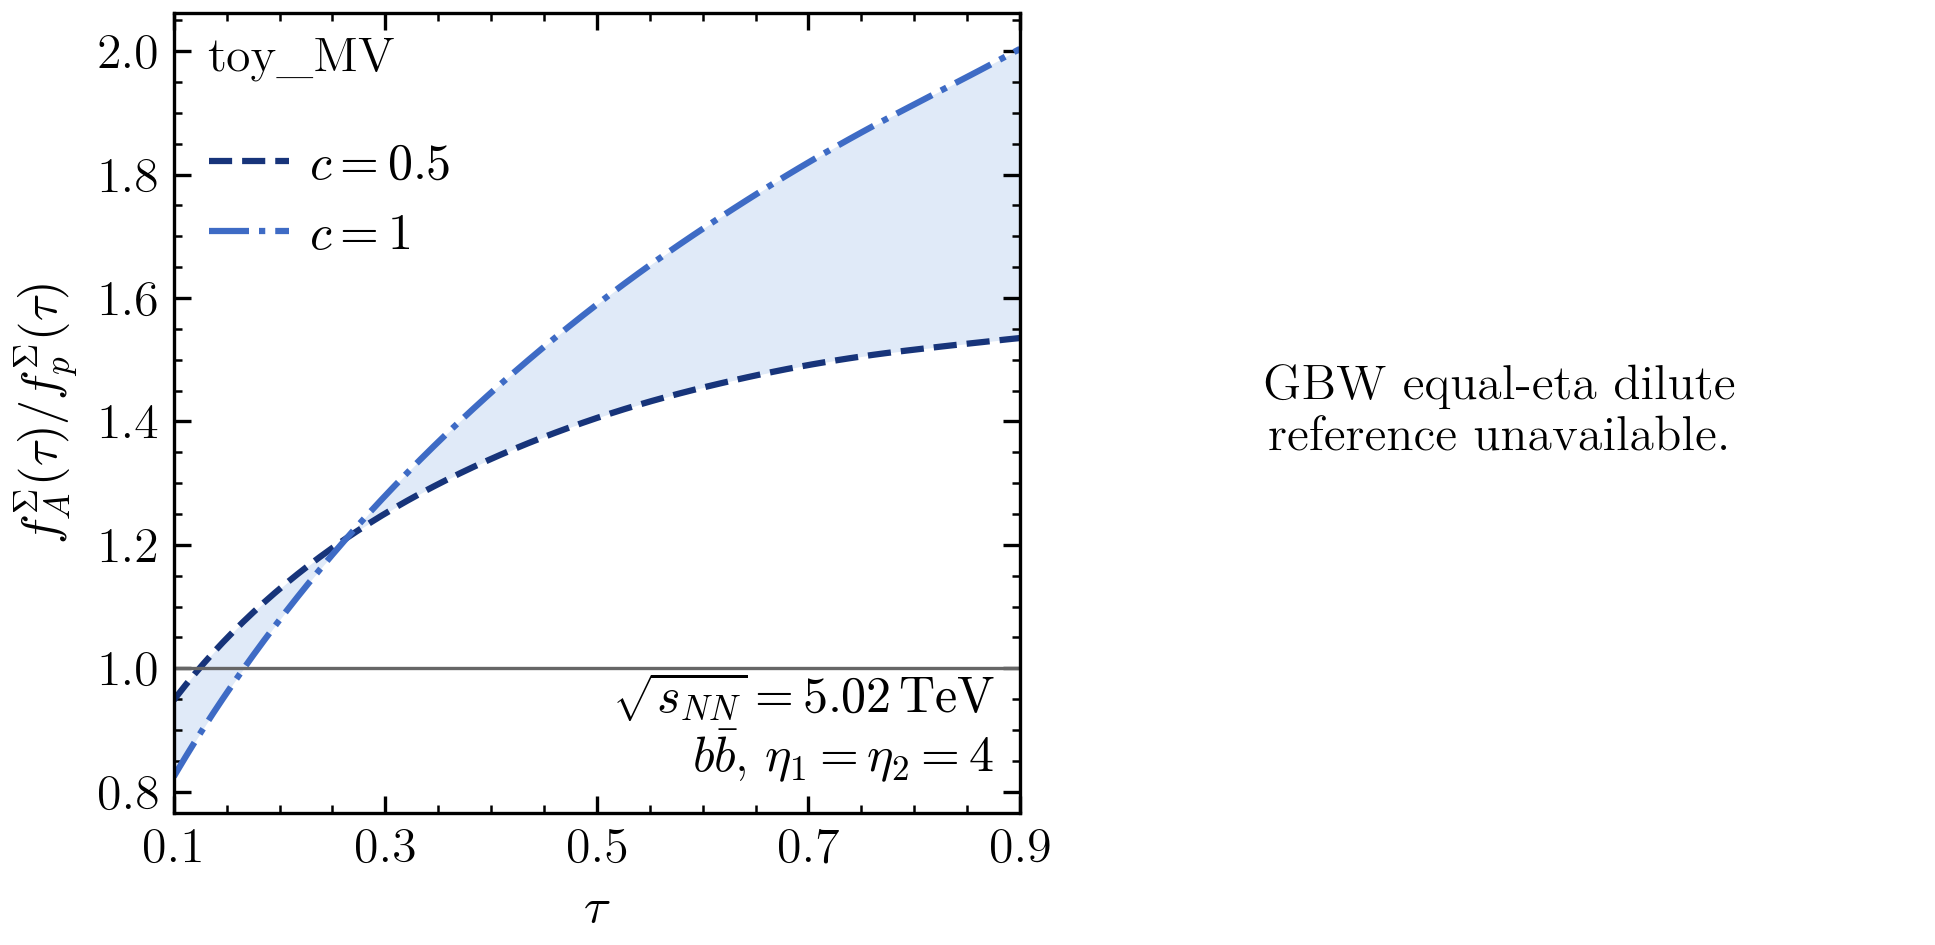 toy_MV
c = 0.5
c = 1
2.0
1.8
1.6
1.4
1.2
1.0
0.8
f_A^Σ(τ)/f_p^Σ(τ)
√s_NN = 5.02 TeV
bb̄, η₁ = η₂ = 4
0.1 0.3 0.5 0.7 0.9
τ
GBW equal-eta dilute
reference unavailable.